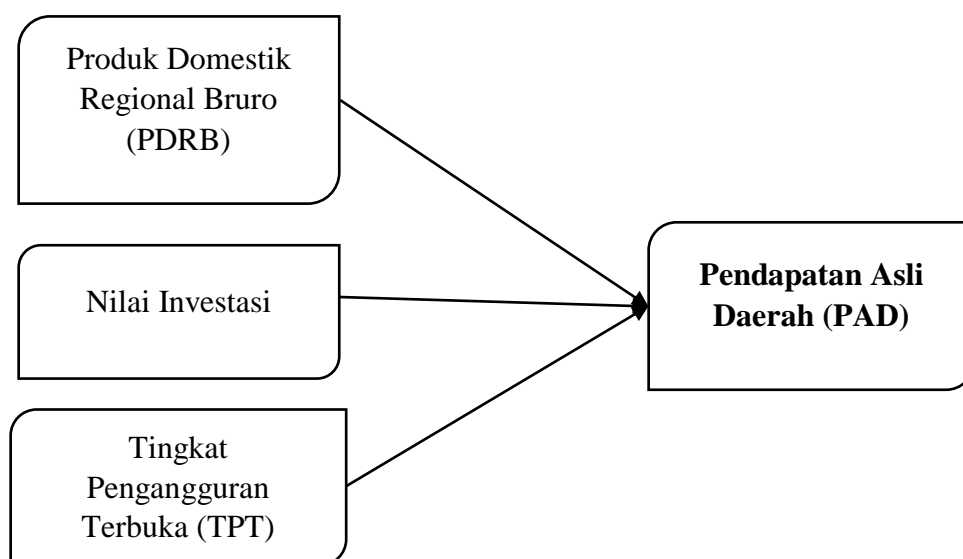 Produk Domestik
Regional Bruro
(PDRB)
Nilai Investasi
Tingkat
Pengangguran
Terbuka (TPT)
Pendapatan Asli
Daerah (PAD)